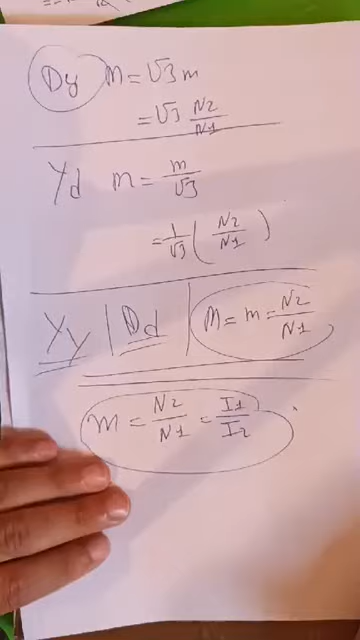 Dy m = √3 m
= √3 N2/N1
Yd m = m/√3
= 1/√3 ( N2/N1 )
Yy | Dd | M = m = N2/N1
m = N2/N1 = I1/I2